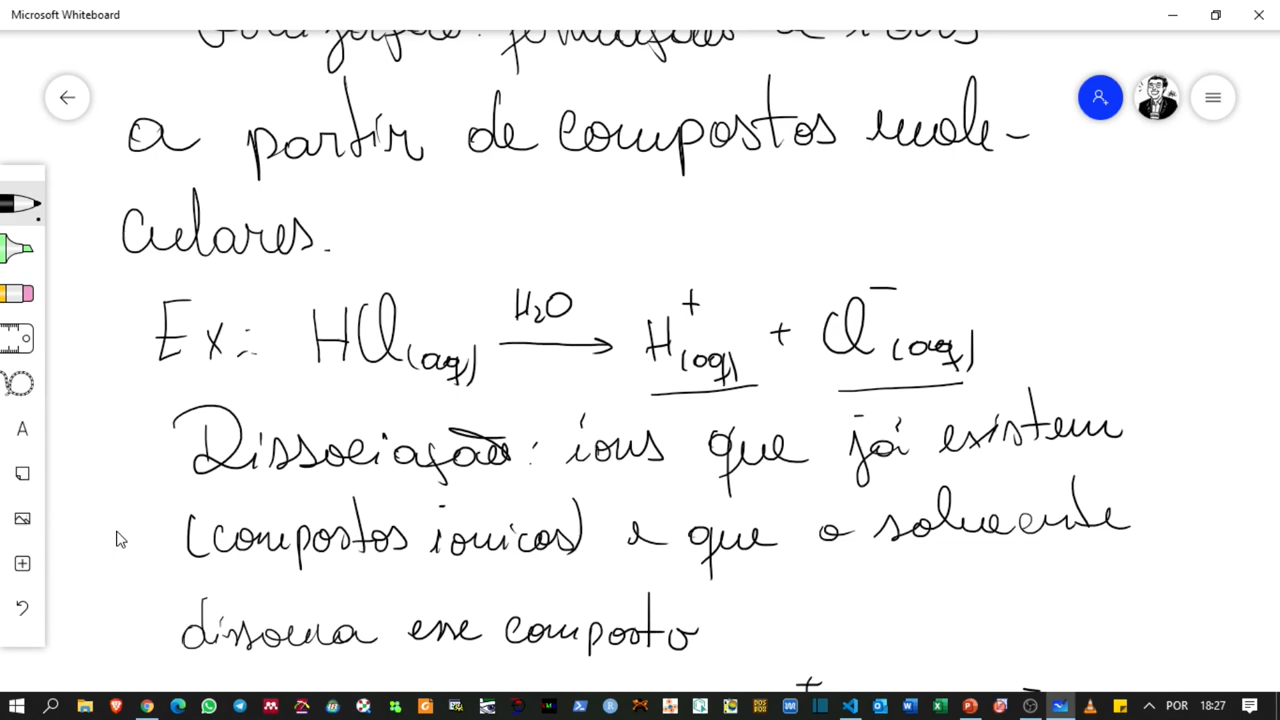 Microsoft Whiteboard
a partir de compostos mole-
culares.
Ex: HCl(aq) H₂O → H⁺(aq) + Cl⁻(aq)
Dissociação: íons que já existem
(compostos ionicos) e que o solvente
dissocia esse composto
POR 18:27